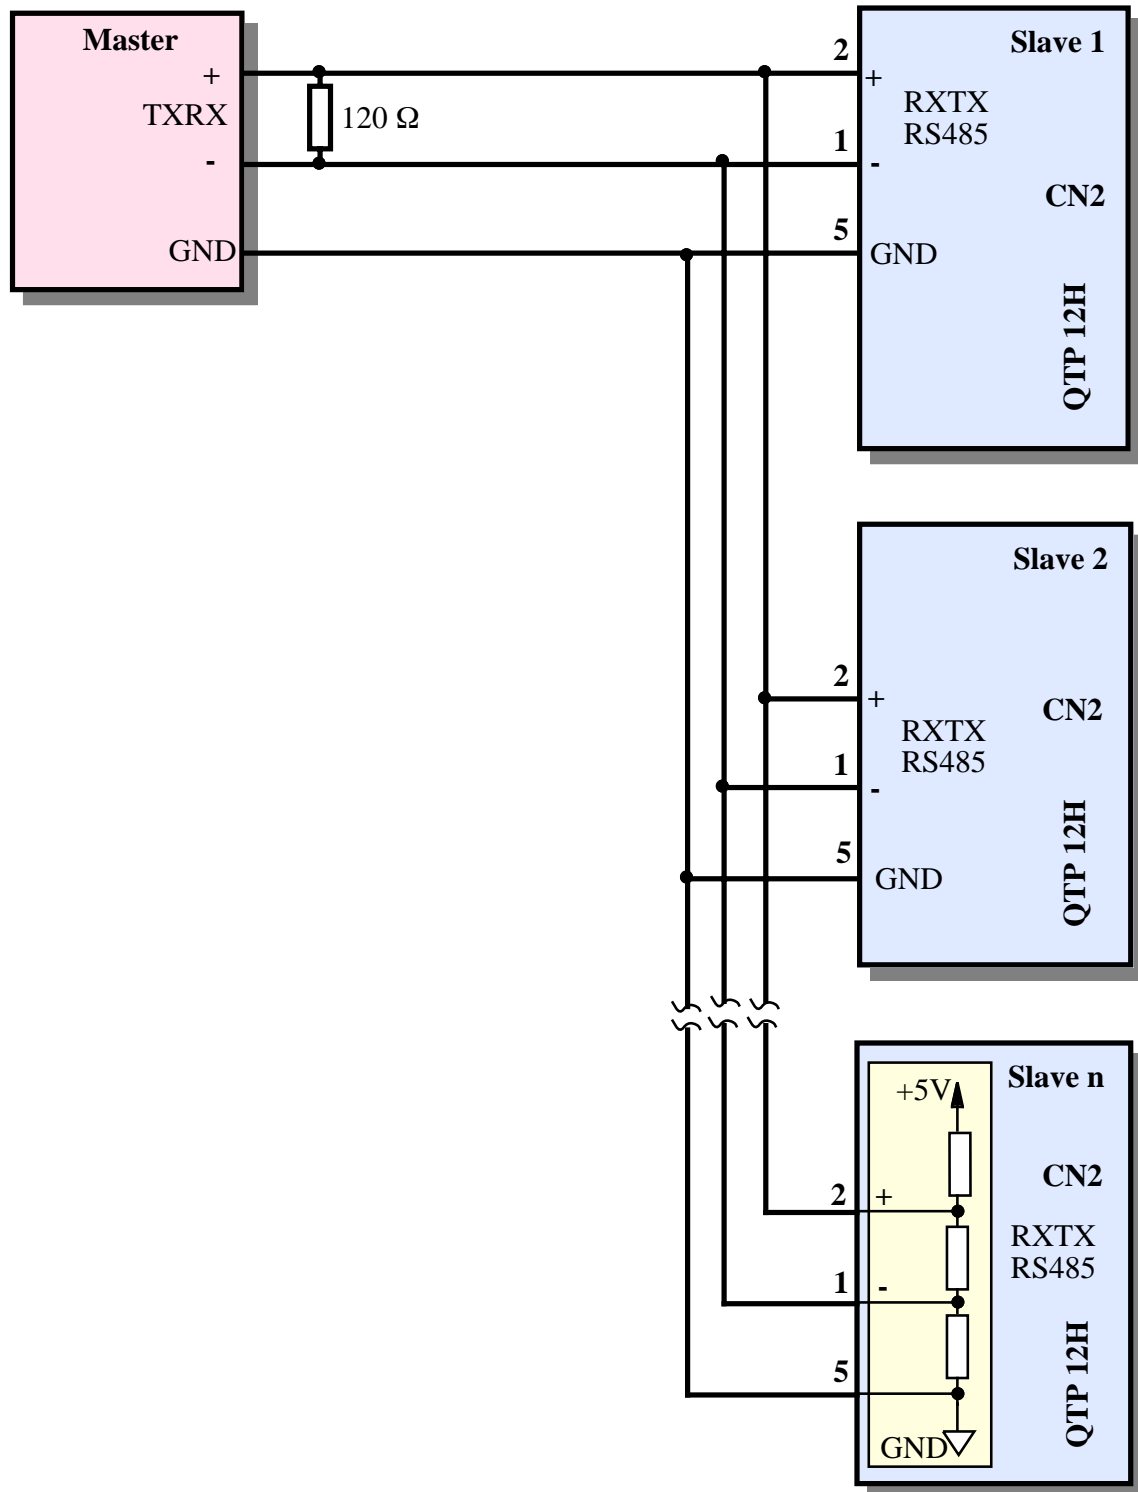 Master
+
TXRX
-
GND
120 Ω
Slave 1
2
+
RXTX
RS485
1
-
CN2
5
GND
QTP 12H
Slave 2
2
+
CN2
RXTX
RS485
1
-
5
GND
QTP 12H
Slave n
+5V
CN2
2
+
RXTX
RS485
1
-
5
QTP 12H
GND